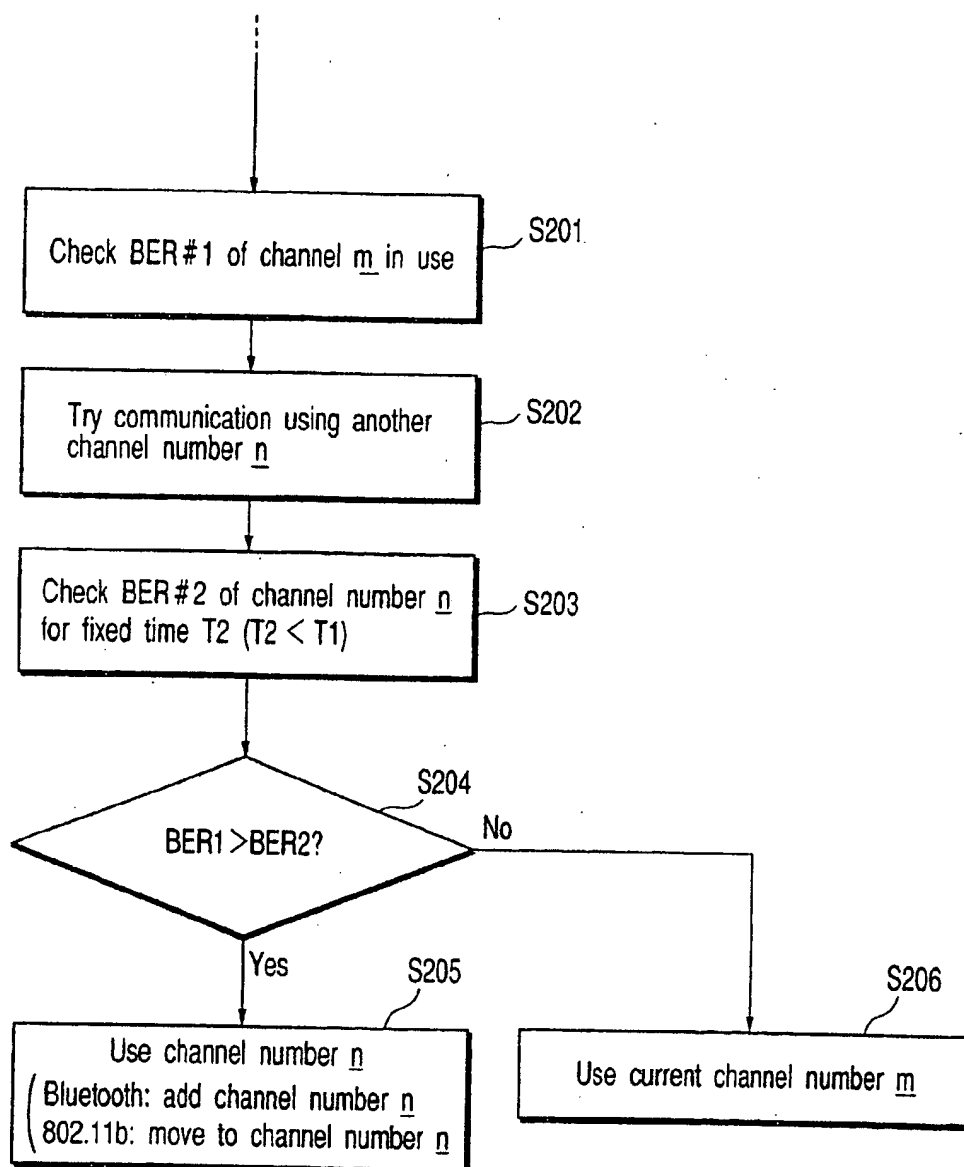 Check BER#1 of channel m in use
S201
Try communication using another
channel number n
S202
Check BER#2 of channel number n
for fixed time T2 (T2 < T1)
S203
S204
BER1>BER2?
No
Yes
S205
Use channel number n
(Bluetooth: add channel number n
802.11b: move to channel number n
S206
Use current channel number m